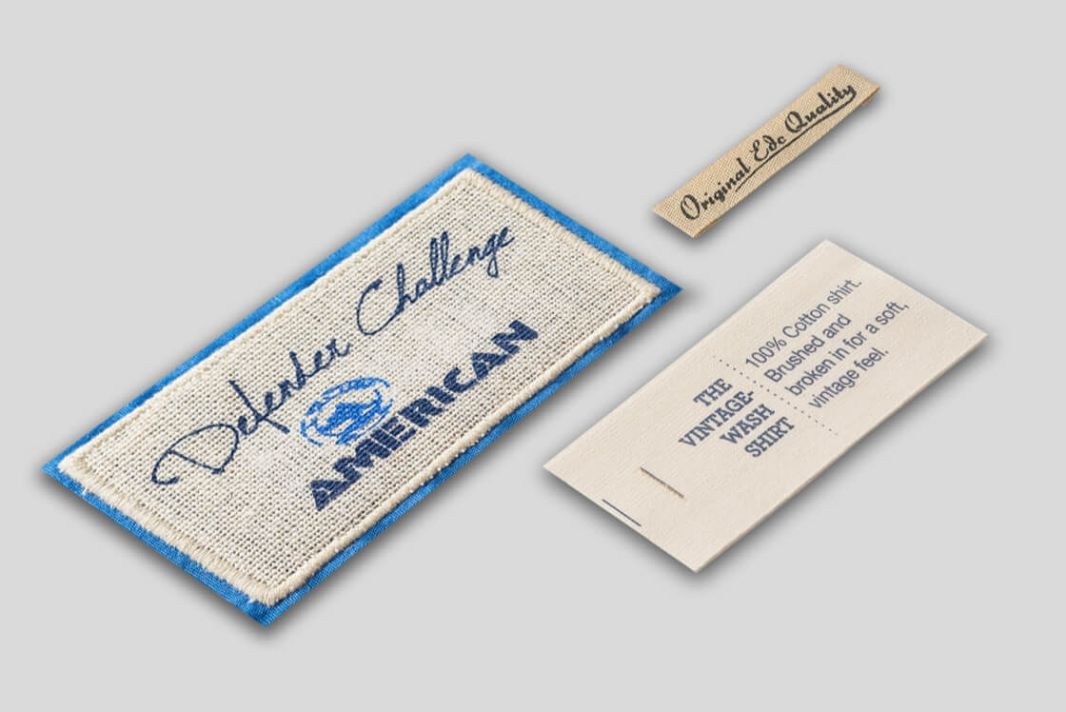 Defender Challenge
AMERICAN
Original Edc Quality
THE
VINTAGE-
WASH
SHIRT
100% Cotton shirt.
Brushed and
broken in for a soft,
vintage feel.